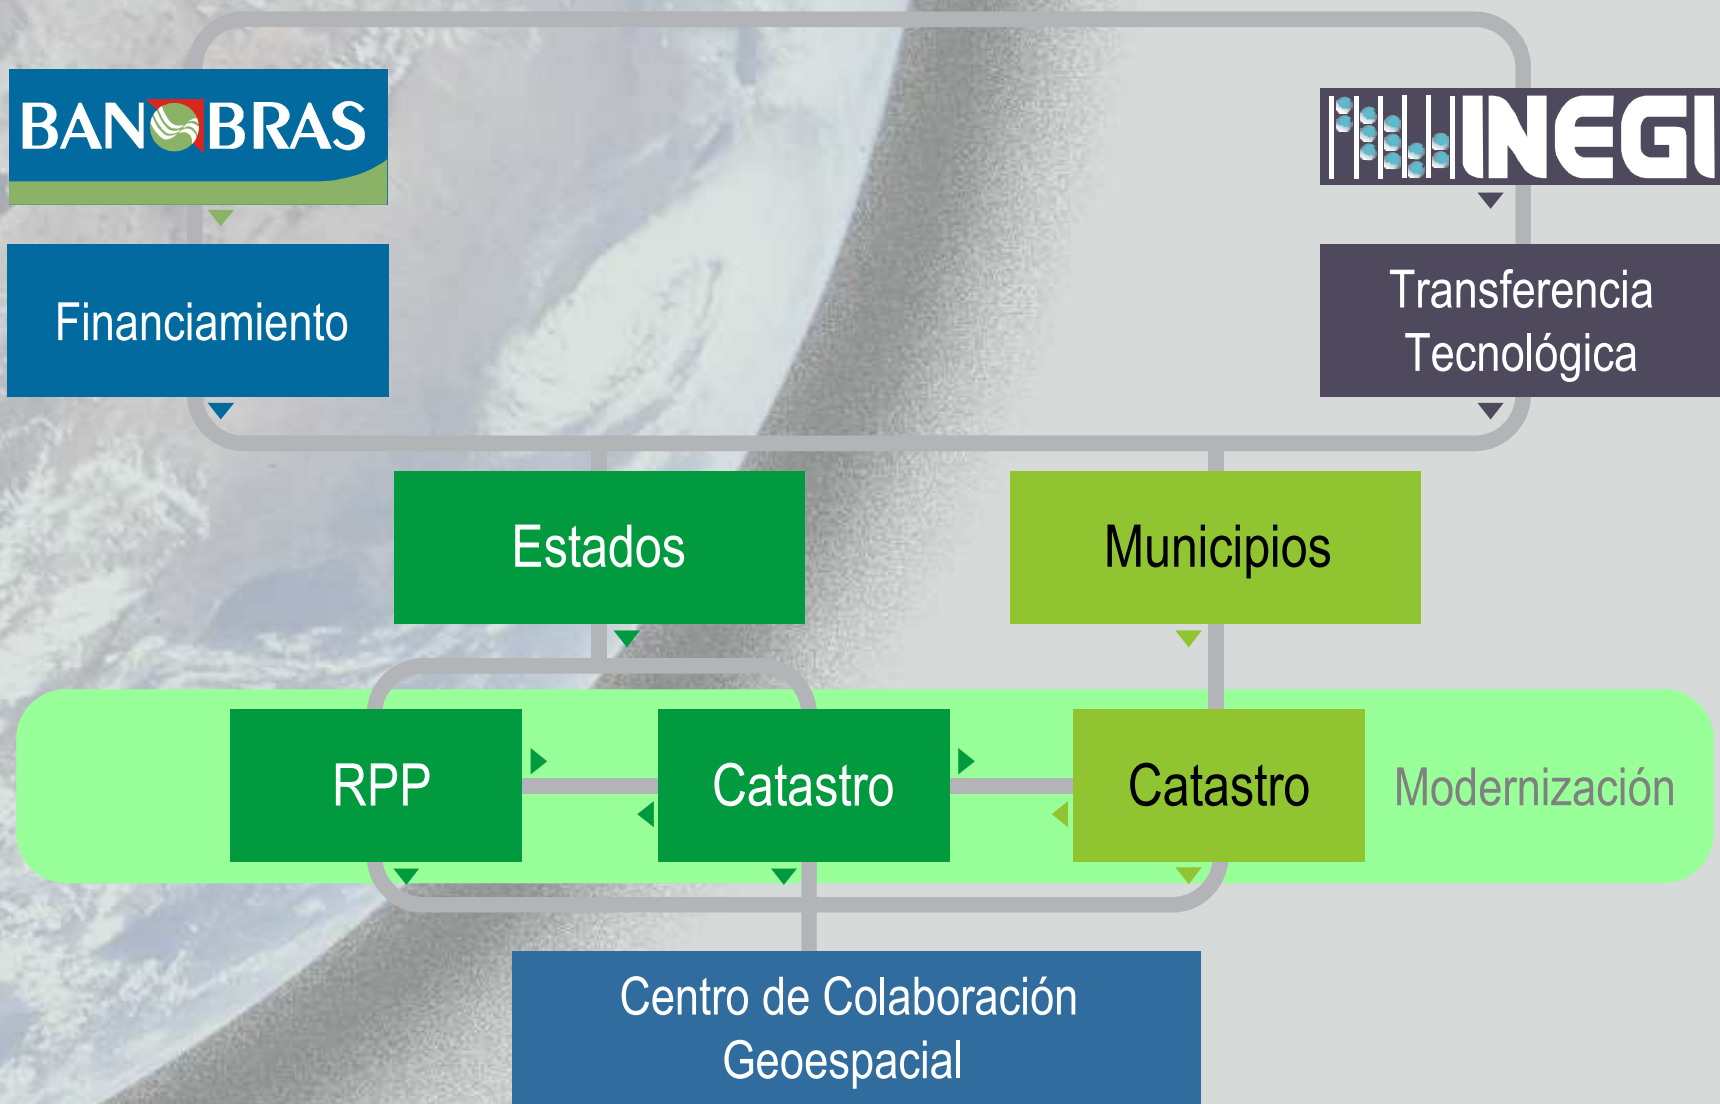 BANOBRAS
INEGI
Financiamiento
Transferencia
Tecnológica
Estados
Municipios
RPP
Catastro
Catastro
Modernización
Centro de Colaboración
Geoespacial